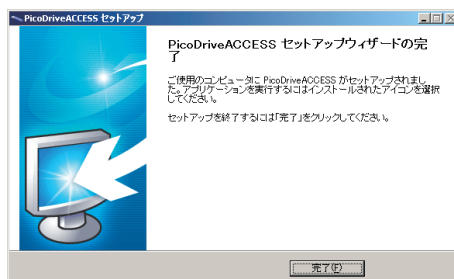 PicoDriveACCESS セットアップ
PicoDriveACCESS セットアップウィザードの完
了
ご使用のコンピュータに PicoDriveACCESS がセットアップされまし
た。アプリケーションを実行するにはインストールされたアイコンを選択
してください。
セットアップを終了するには「完了」をクリックしてください。
完了(F)